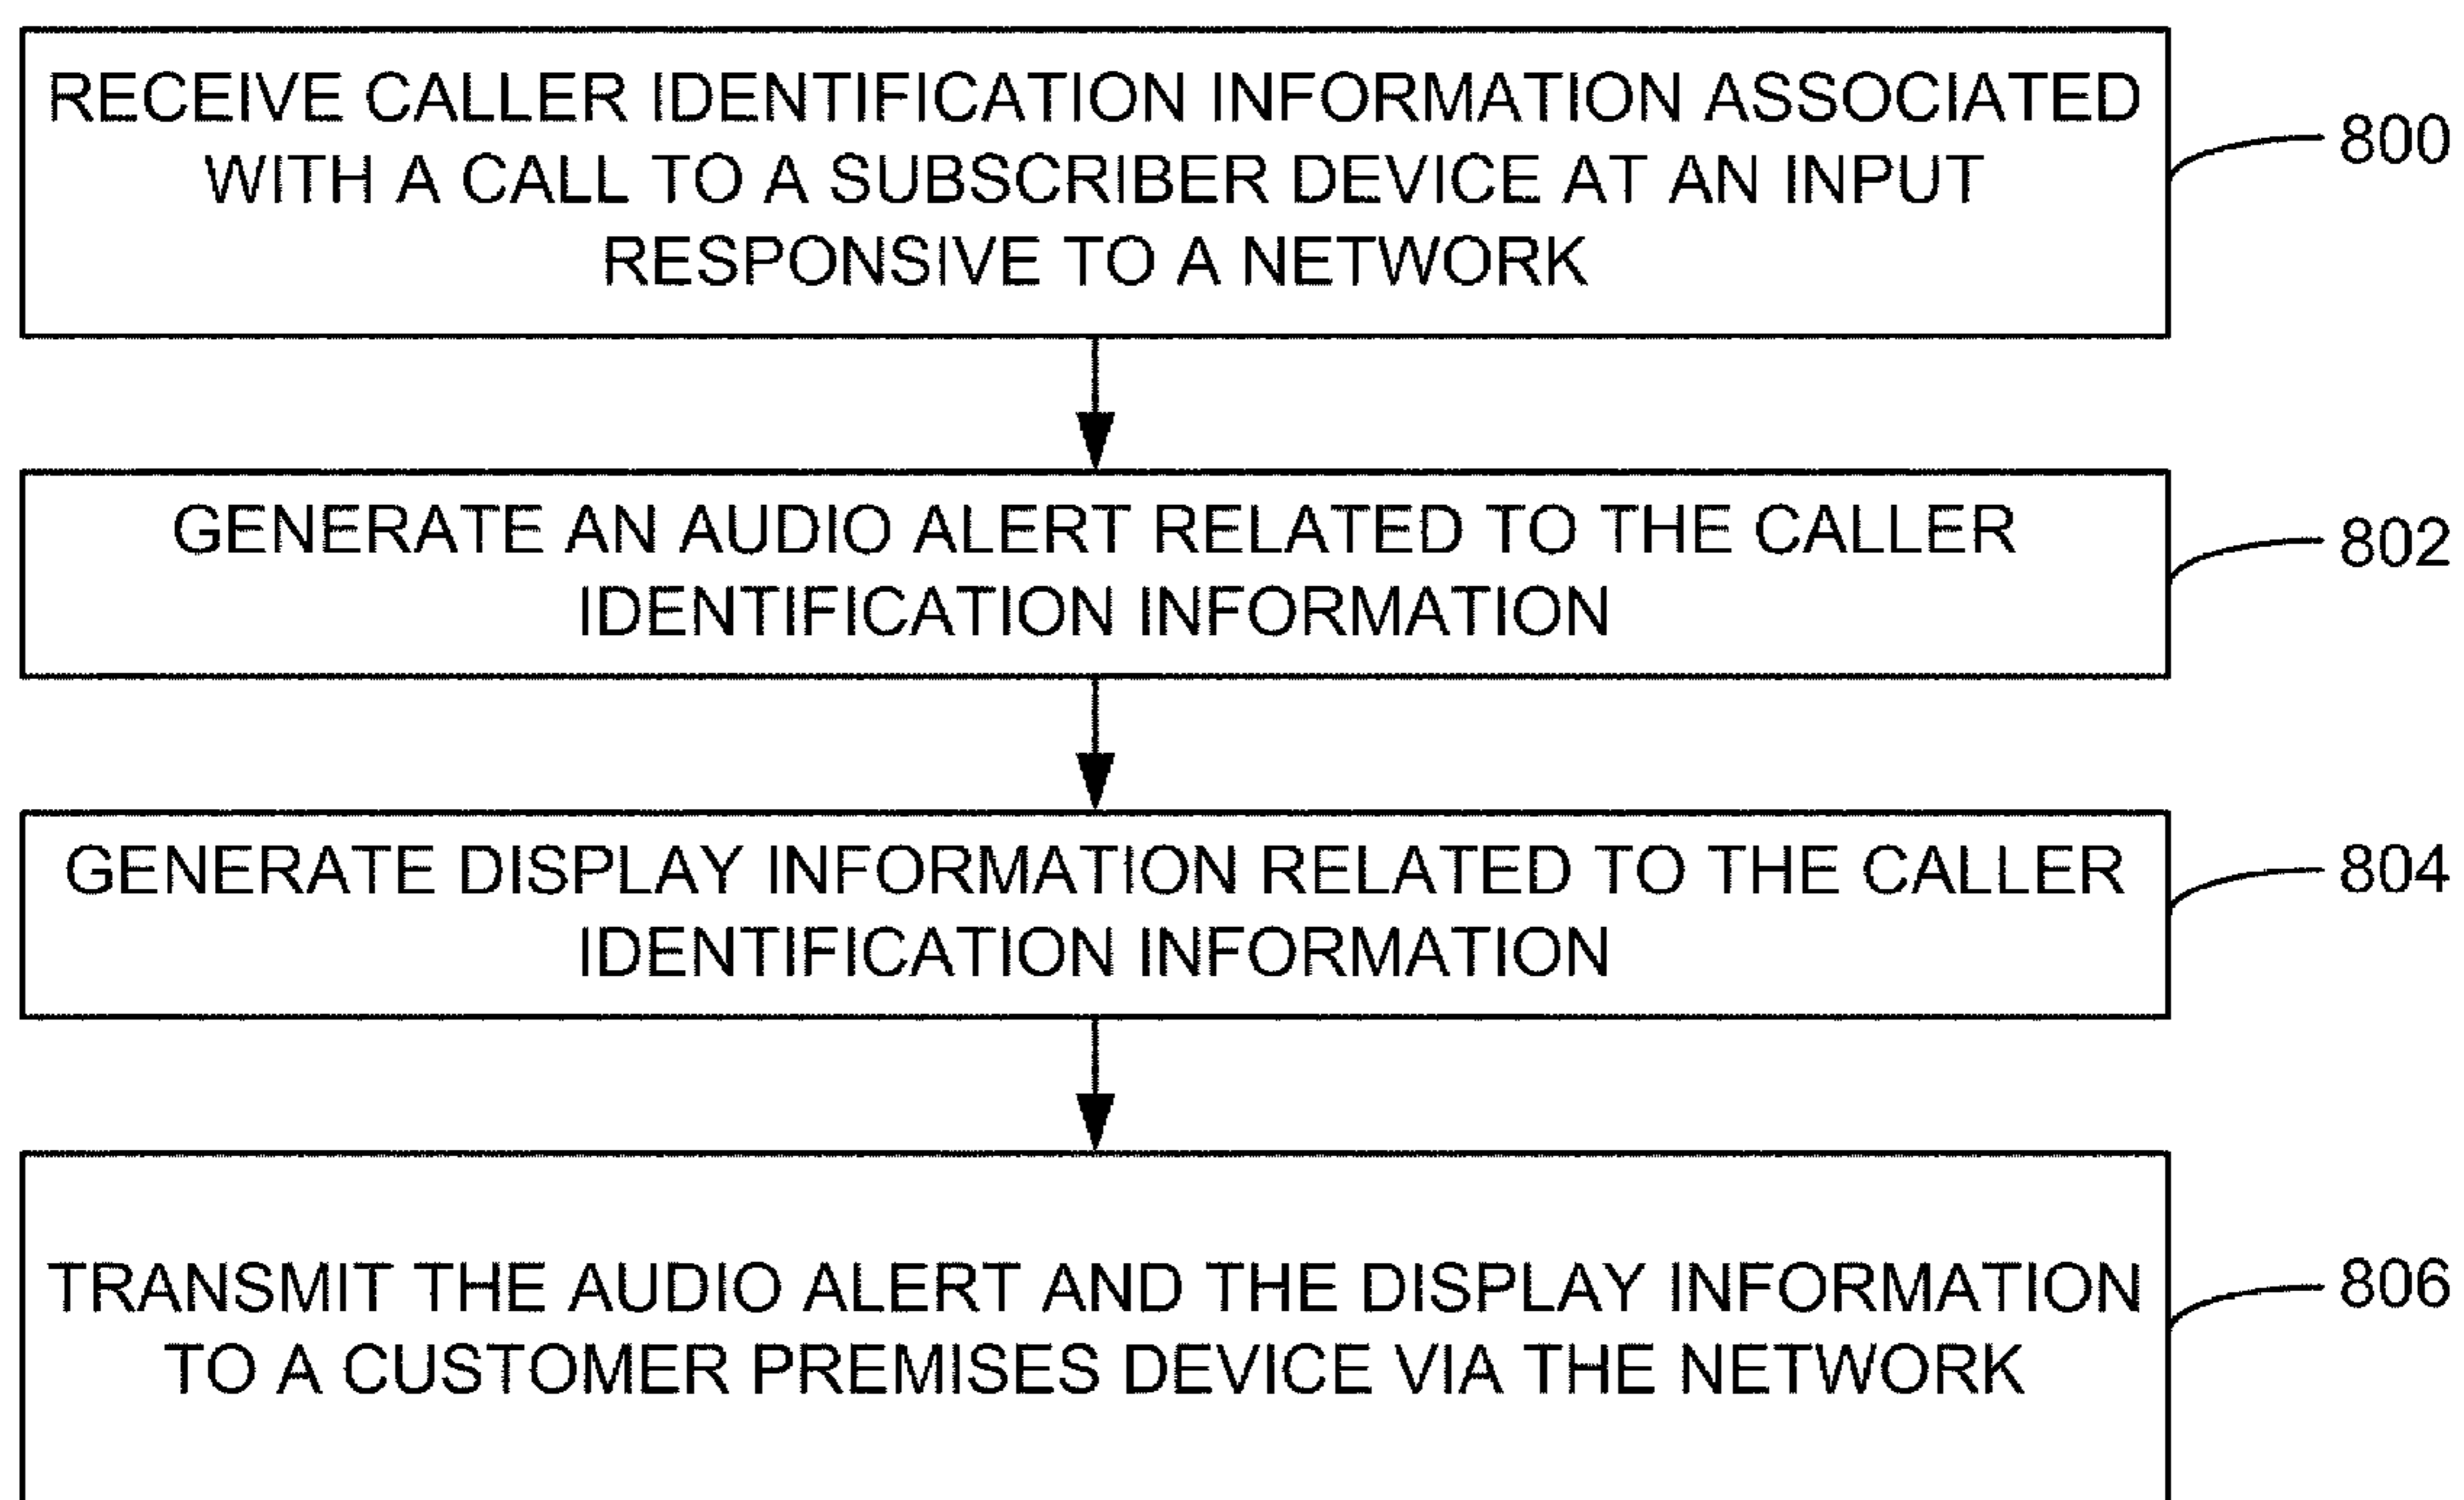 RECEIVE CALLER IDENTIFICATION INFORMATION ASSOCIATED
WITH A CALL TO A SUBSCRIBER DEVICE AT AN INPUT
RESPONSIVE TO A NETWORK
800
GENERATE AN AUDIO ALERT RELATED TO THE CALLER
IDENTIFICATION INFORMATION
802
GENERATE DISPLAY INFORMATION RELATED TO THE CALLER
IDENTIFICATION INFORMATION
804
TRANSMIT THE AUDIO ALERT AND THE DISPLAY INFORMATION
TO A CUSTOMER PREMISES DEVICE VIA THE NETWORK
806